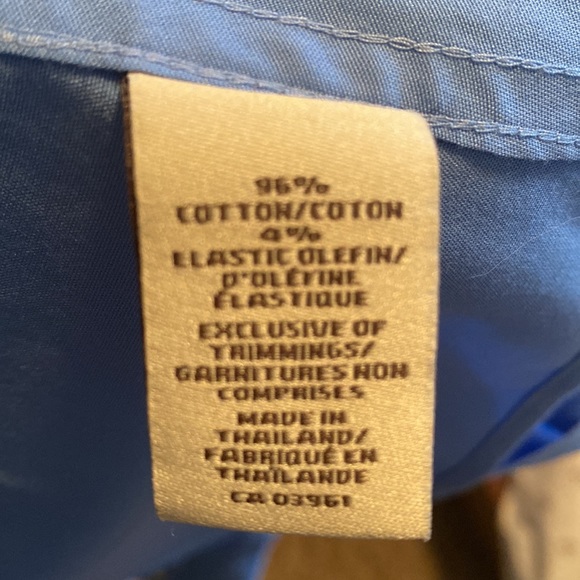 96%
COTTON/COTON
4%
ELASTIC OLEFIN/
D'OLÉFINE
ÉLASTIQUE
EXCLUSIVE OF
TRIMMINGS/
GARNITURES NON
COMPRISES
MADE IN
THAILAND/
FABRIQUÉ EN
THAÏLANDE
CA 03961